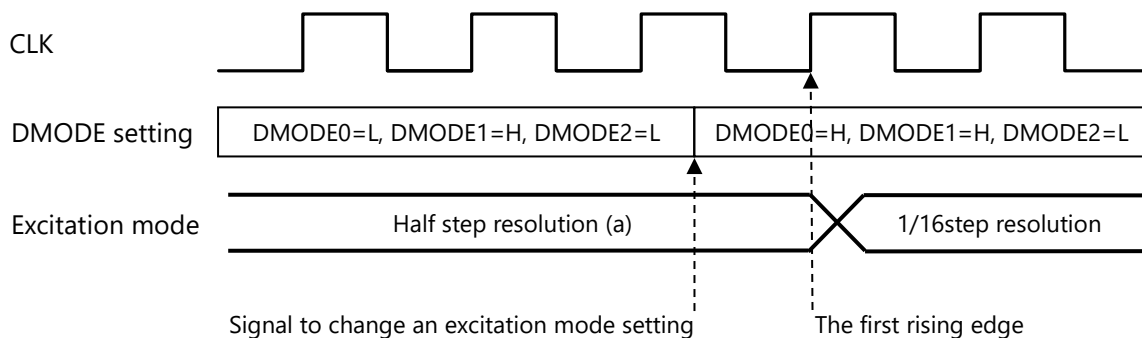 CLK
DMODE setting
DMODE0=L, DMODE1=H, DMODE2=L
DMODE0=H, DMODE1=H, DMODE2=L
Excitation mode
Half step resolution (a)
1/16step resolution
Signal to change an excitation mode setting
The first rising edge